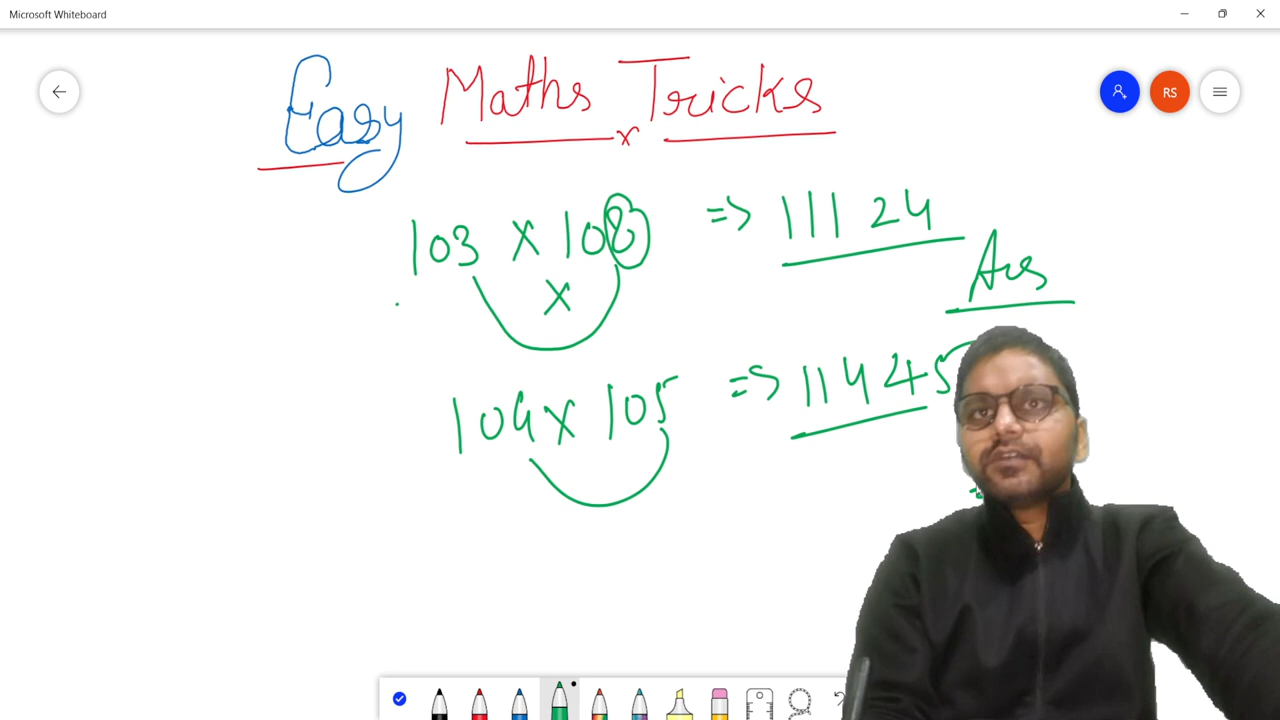 Microsoft Whiteboard
Easy Maths Tricks
x
RS
103 X 108 => 11124
X
Ans
104 X 105 => 11445